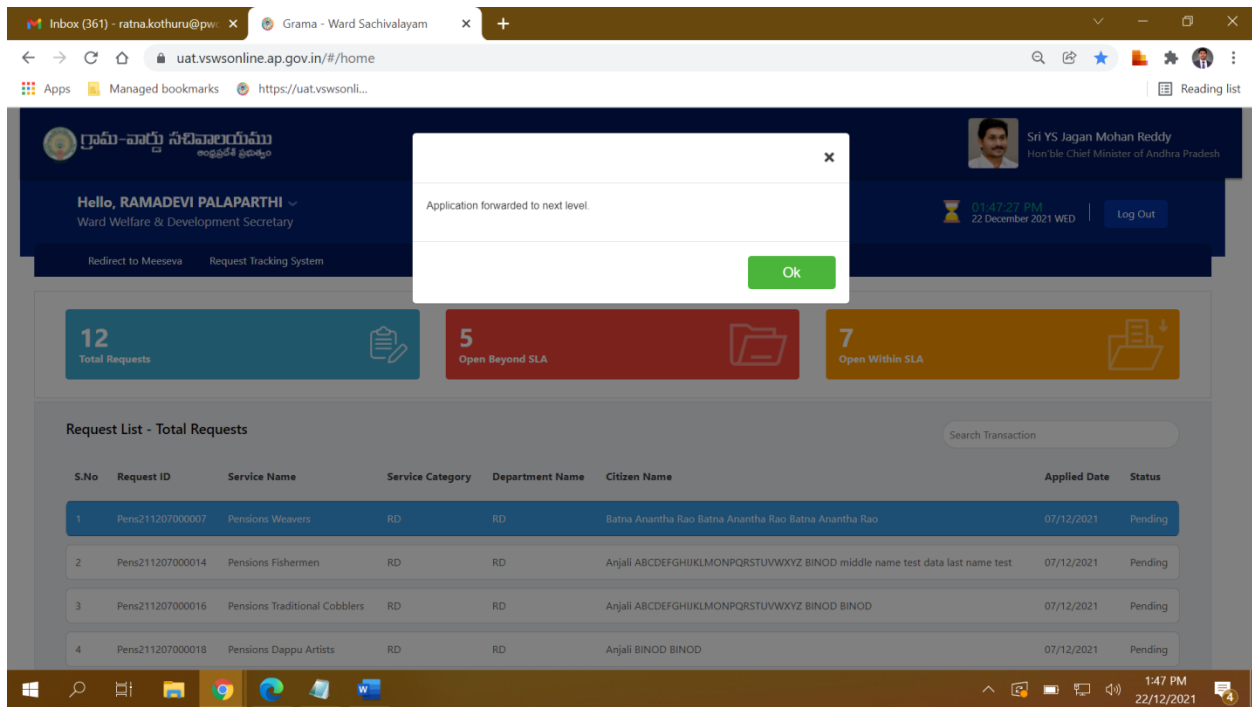 Inbox (361) - ratna.kothuru@pwc
Grama - Ward Sachivalayam
uat.vswsonline.ap.gov.in/#/home
Apps Managed bookmarks https://uat.vswsonli... Reading list
గ్రామ-వార్డు సచివాలయము
ఆంధ్రప్రదేశ్ ప్రభుత్వం
Sri YS Jagan Mohan Reddy
Hon'ble Chief Minister of Andhra Pradesh
Hello, RAMADEVI PALAPARTHI
Ward Welfare & Development Secretary
01:47:27 PM
22 December 2021 WED
Log Out
Redirect to Meeseva Request Tracking System
×
Application forwarded to next level.
Ok
12
Total Requests
5
Open Beyond SLA
7
Open Within SLA
Request List - Total Requests
Search Transaction
S.No Request ID Service Name Service Category Department Name Citizen Name Applied Date Status
1 Pens211207000007 Pensions Weavers RD RD Batna Anantha Rao Batna Anantha Rao Batna Anantha Rao 07/12/2021 Pending
2 Pens211207000014 Pensions Fishermen RD RD Anjali ABCDEFGHIJKLMONPQRSTUVWXYZ BINOD middle name test data last name test 07/12/2021 Pending
3 Pens211207000016 Pensions Traditional Cobblers RD RD Anjali ABCDEFGHIJKLMONPQRSTUVWXYZ BINOD BINOD 07/12/2021 Pending
4 Pens211207000018 Pensions Dappu Artists RD RD Anjali BINOD BINOD 07/12/2021 Pending
1:47 PM
22/12/2021
4